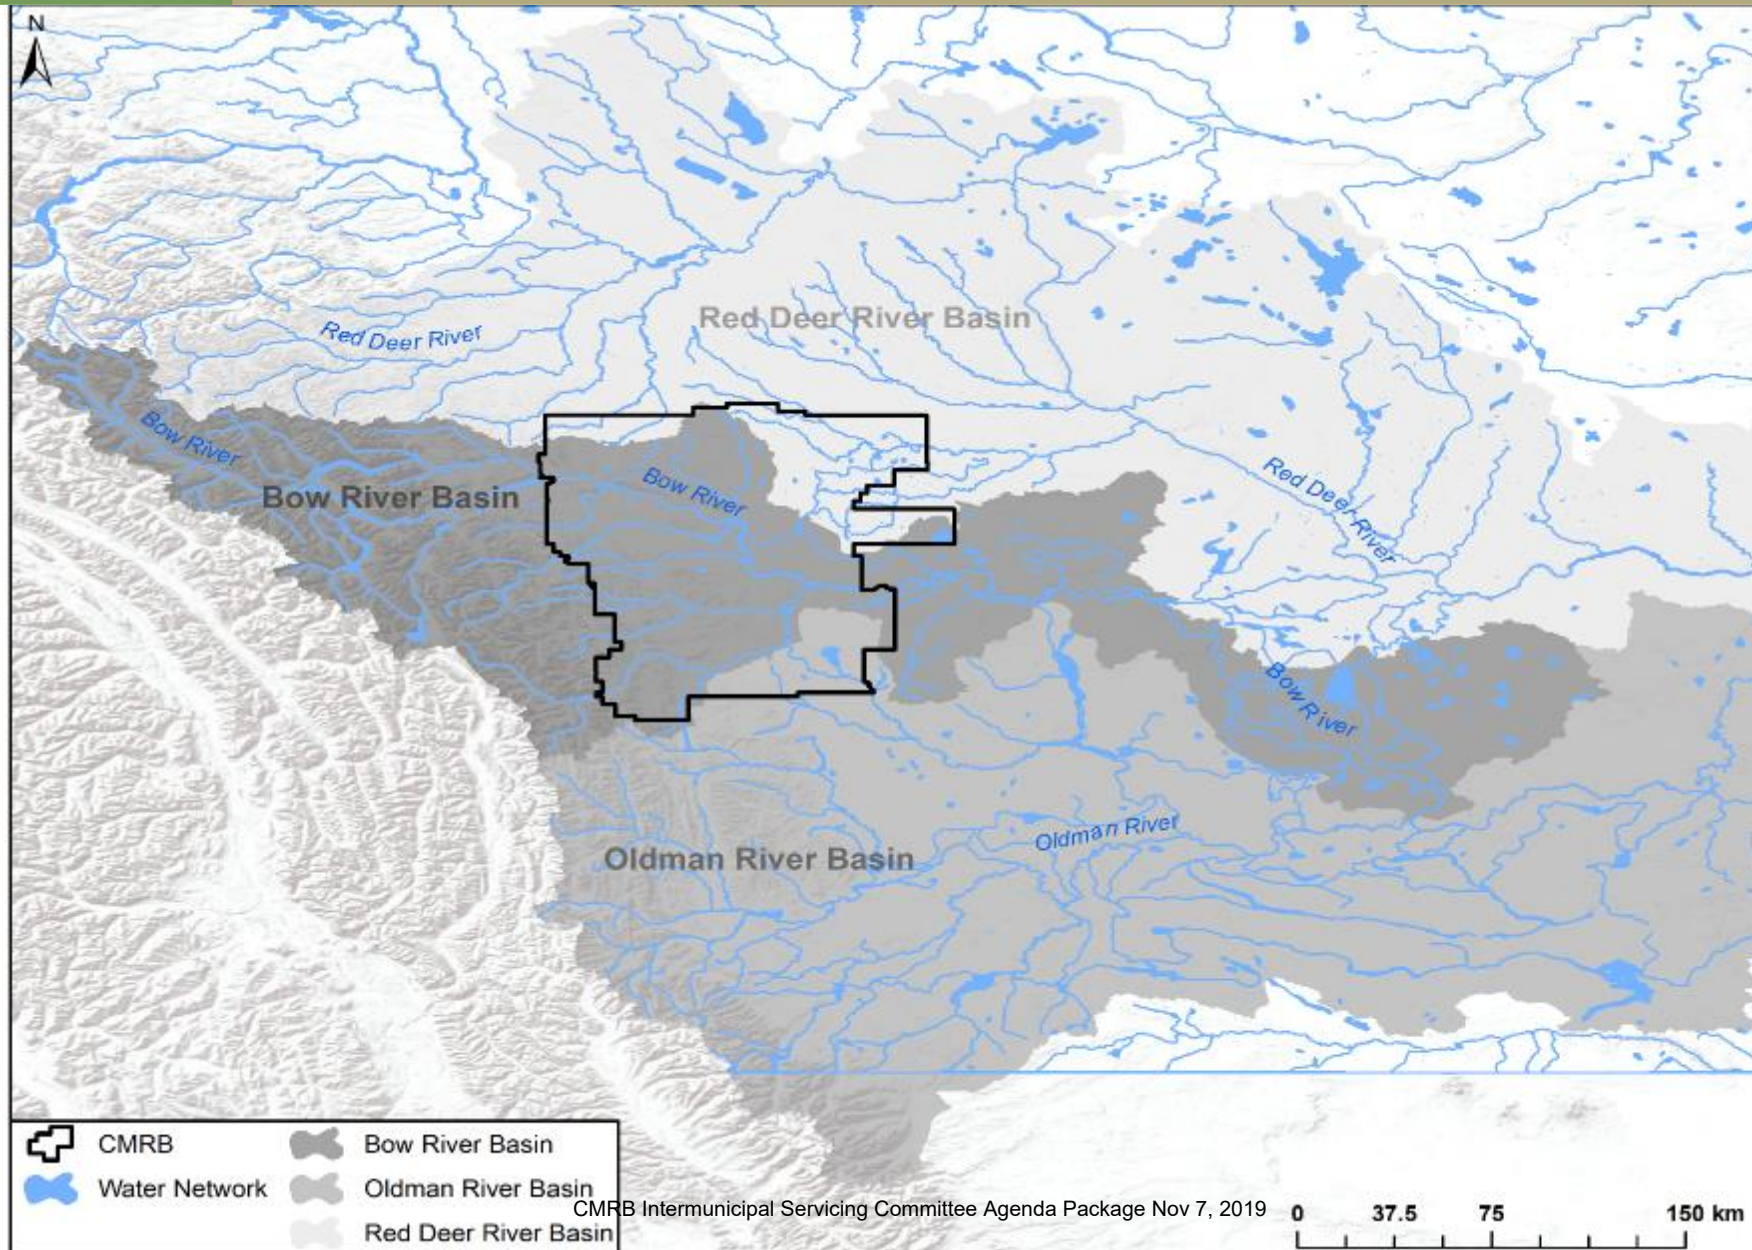 N
Red Deer River Basin
Red Deer River
Bow River
Bow River Basin
Bow River
Red Deer River
Bow River
Oldman River
Oldman River Basin
CMRB
Bow River Basin
Water Network
Oldman River Basin
Red Deer River Basin
CMRB Intermunicipal Servicing Committee Agenda Package Nov 7, 2019
0 37.5 75 150 km